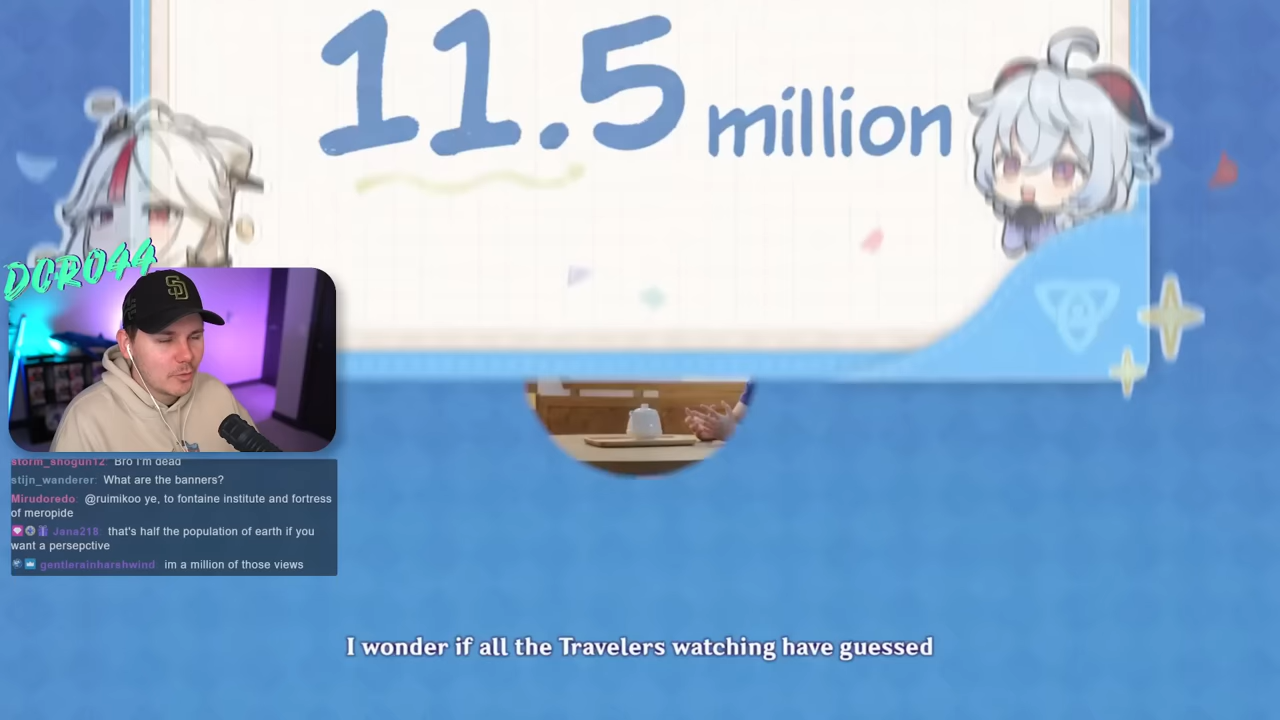 11.5 million
DORO44
SD
storm_shogun12: Bro I'm dead
stijn_wanderer: What are the banners?
Mirudoredo: @ruimikoo ye, to fontaine institute and fortress
of meropide
Jana218: that's half the population of earth if you
want a persepctive
gentlerainharshwind: im a million of those views
I wonder if all the Travelers watching have guessed